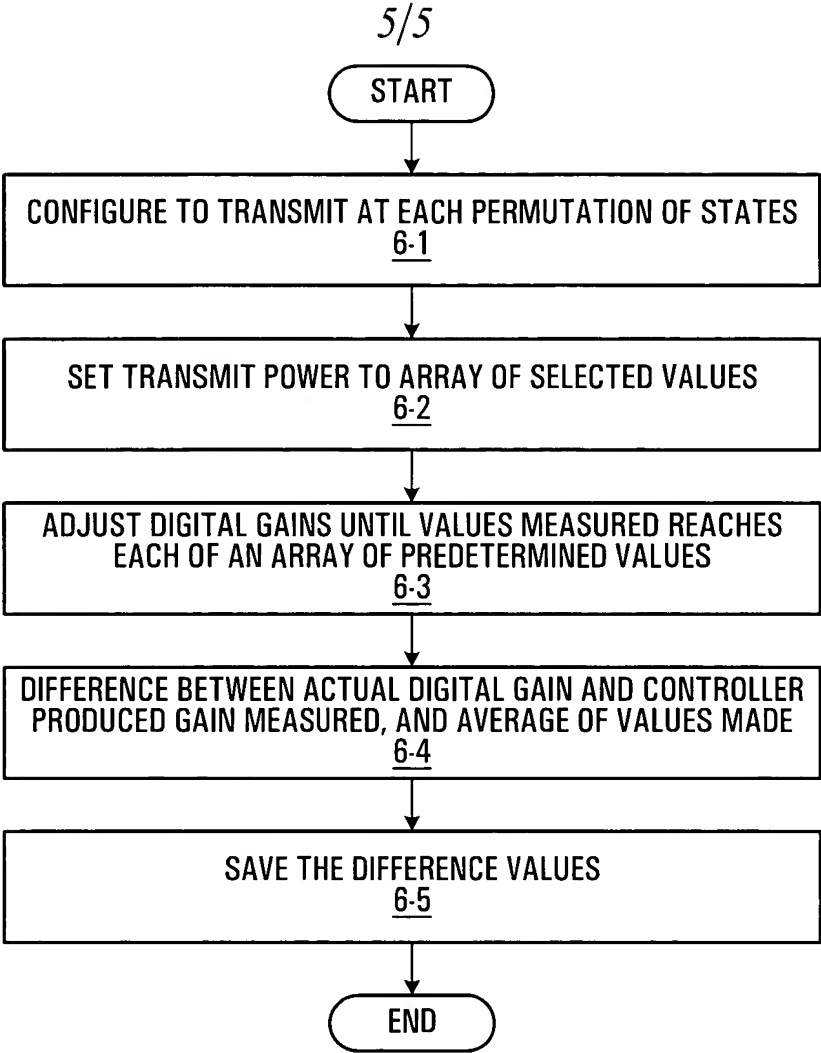 5/5
START
CONFIGURE TO TRANSMIT AT EACH PERMUTATION OF STATES
6-1
SET TRANSMIT POWER TO ARRAY OF SELECTED VALUES
6-2
ADJUST DIGITAL GAINS UNTIL VALUES MEASURED REACHES
EACH OF AN ARRAY OF PREDETERMINED VALUES
6-3
DIFFERENCE BETWEEN ACTUAL DIGITAL GAIN AND CONTROLLER
PRODUCED GAIN MEASURED, AND AVERAGE OF VALUES MADE
6-4
SAVE THE DIFFERENCE VALUES
6-5
END